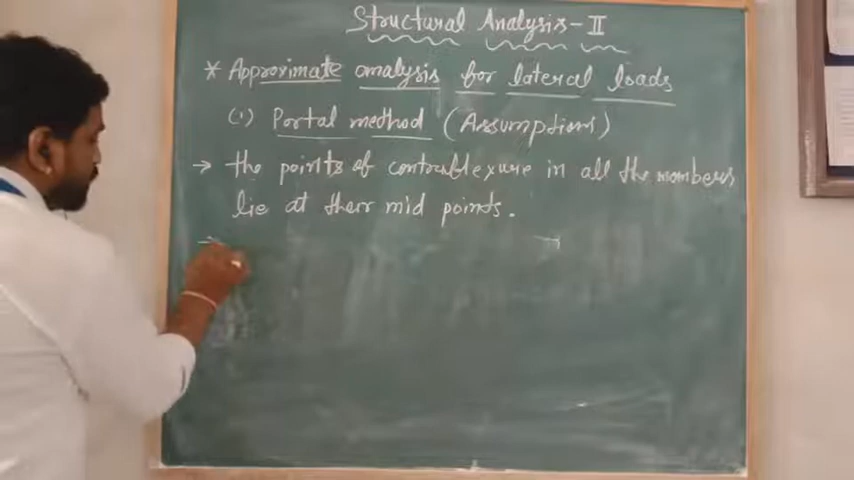 Structural Analysis - II
* Approximate analysis for lateral loads
(1) Portal method (Assumptions)
→ the points of contraflexure in all the members
lie at their mid points.
→